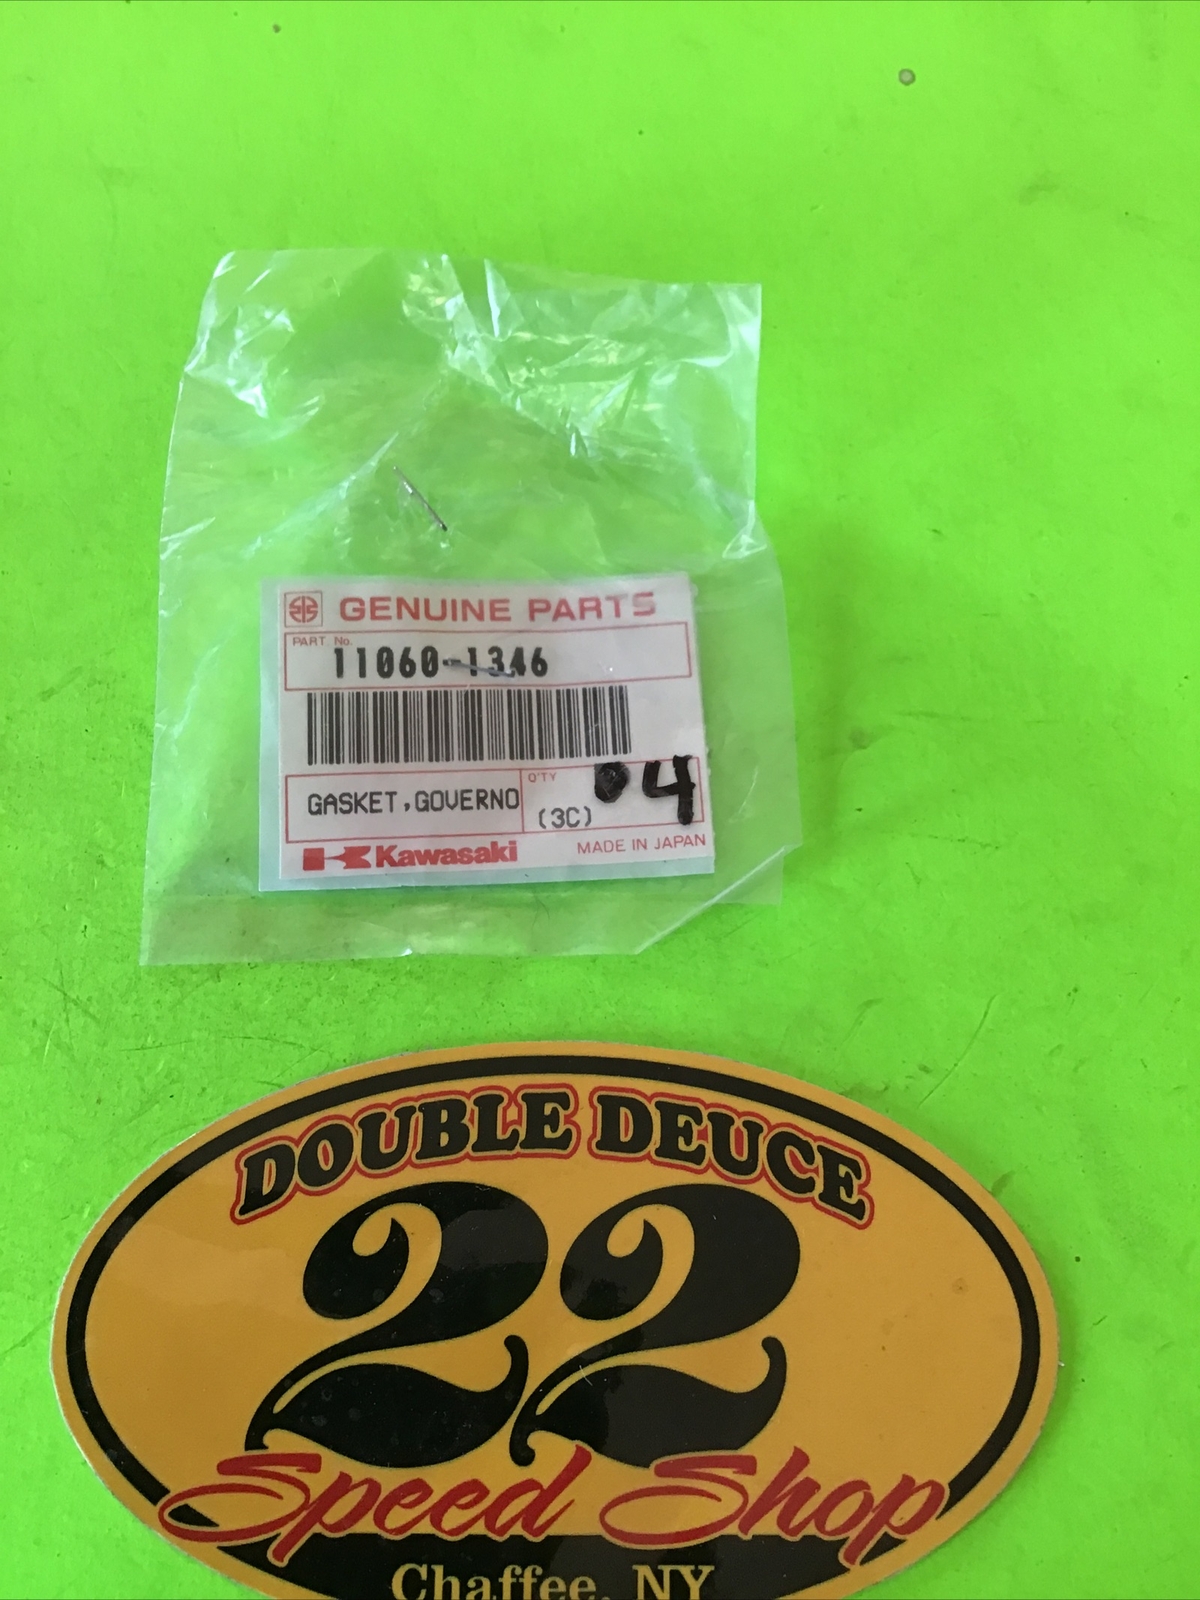 GENUINE PARTS
PART No.
11060-1346
GASKET,GOVERNO
Q'TY
(3C)
04
Kawasaki
MADE IN JAPAN
DOUBLE DEUCE
22
Speed Shop
Chaffee, NY